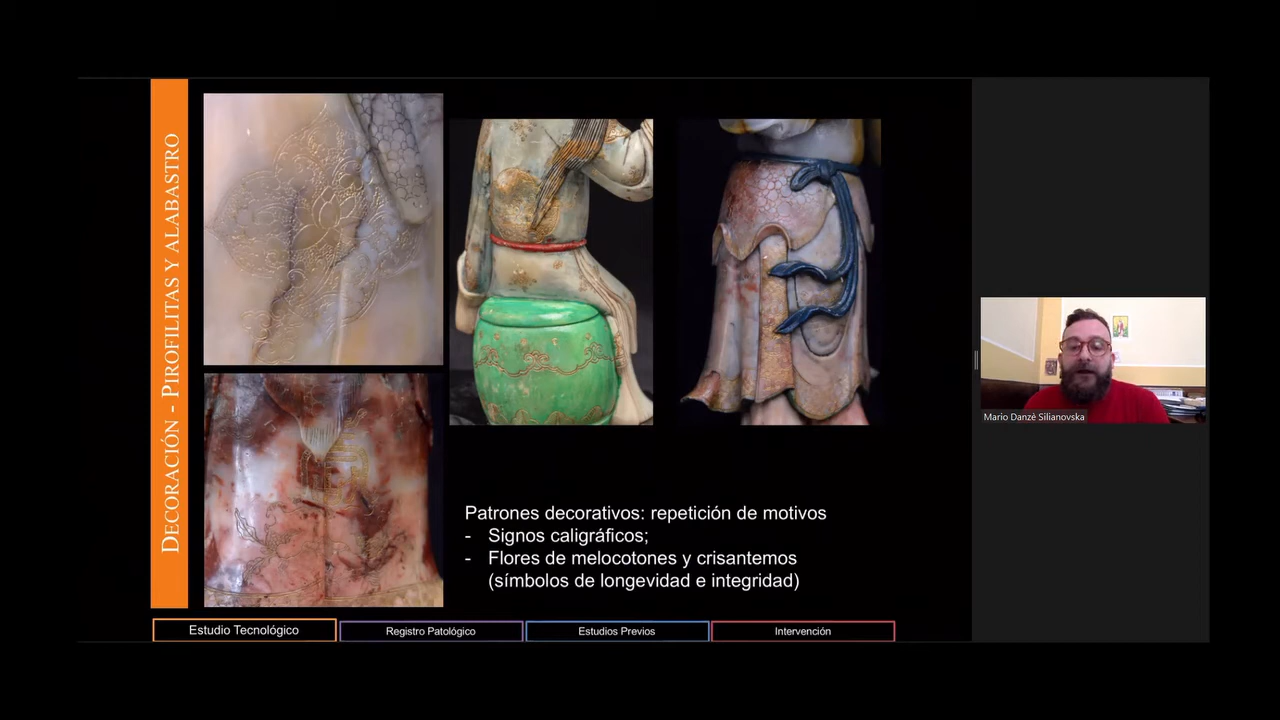 DECORACIÓN - PIROFILITAS Y ALABASTRO
Patrones decorativos: repetición de motivos
- Signos caligráficos;
- Flores de melocotones y crisantemos
(símbolos de longevidad e integridad)
Estudio Tecnológico
Registro Patológico
Estudios Previos
Intervención
Mario Danzè Silianovska